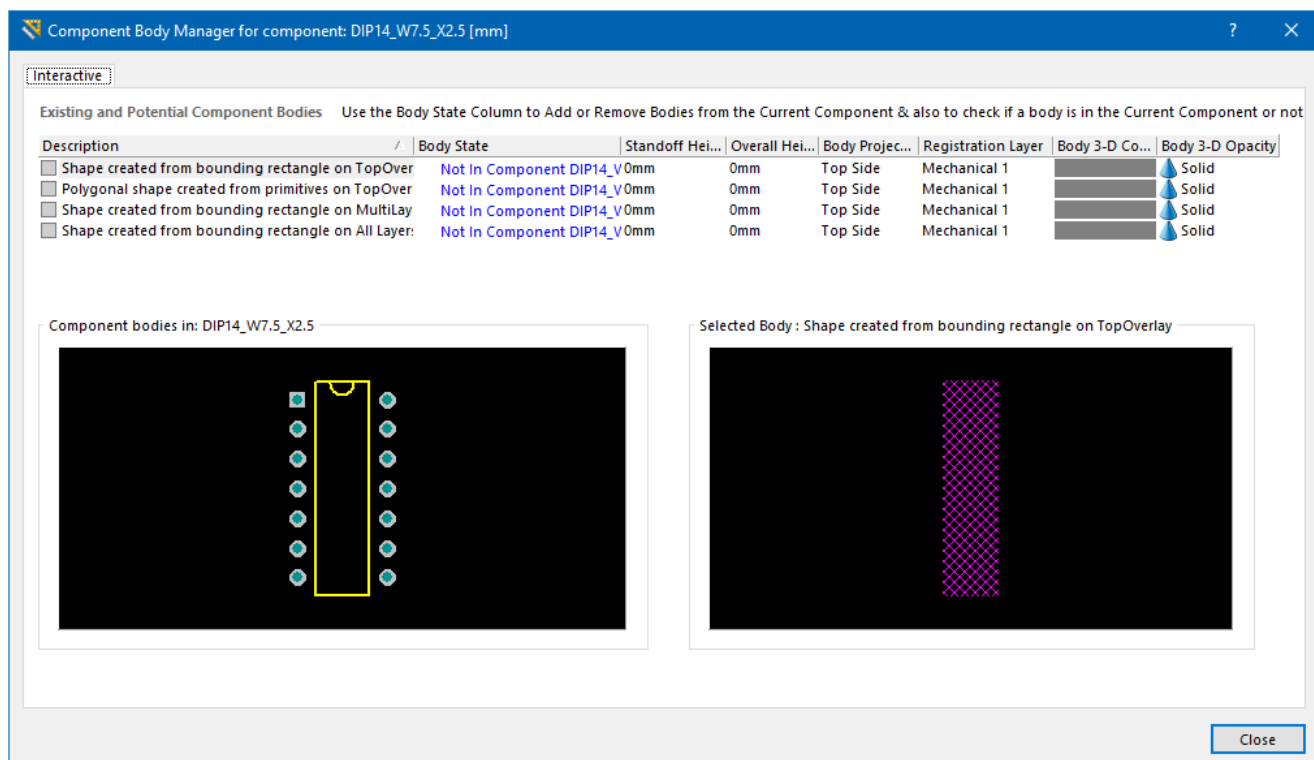 Component Body Manager for component: DIP14_W7.5_X2.5 [mm]
Interactive
Existing and Potential Component Bodies Use the Body State Column to Add or Remove Bodies from the Current Component & also to check if a body is in the Current Component or not
Description / Body State Standoff Hei... Overall Hei... Body Projec... Registration Layer Body 3-D Co... Body 3-D Opacity
Shape created from bounding rectangle on TopOver Not In Component DIP14_V 0mm 0mm Top Side Mechanical 1 Solid
Polygonal shape created from primitives on TopOver Not In Component DIP14_V 0mm 0mm Top Side Mechanical 1 Solid
Shape created from bounding rectangle on MultiLay Not In Component DIP14_V 0mm 0mm Top Side Mechanical 1 Solid
Shape created from bounding rectangle on All Layer: Not In Component DIP14_V 0mm 0mm Top Side Mechanical 1 Solid
Component bodies in: DIP14_W7.5_X2.5 Selected Body : Shape created from bounding rectangle on TopOverlay
Close